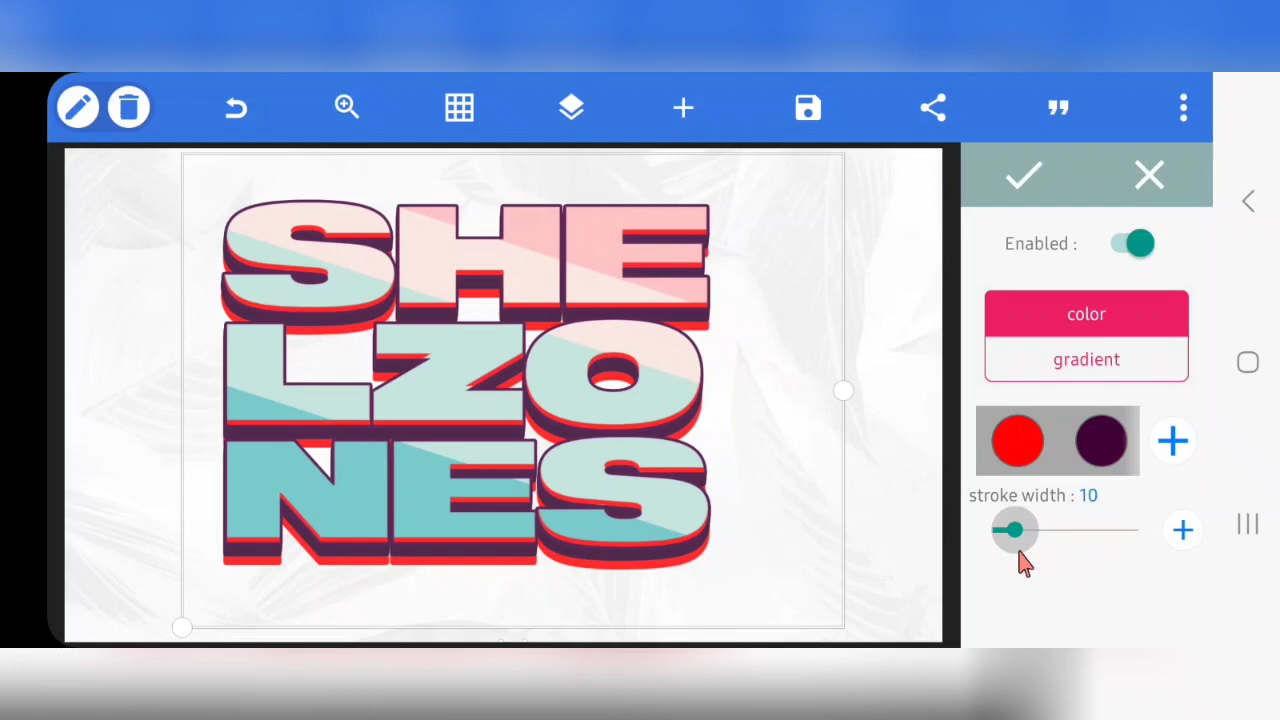 Enabled :
color
gradient
stroke width : 10
SHE
LZO
NES